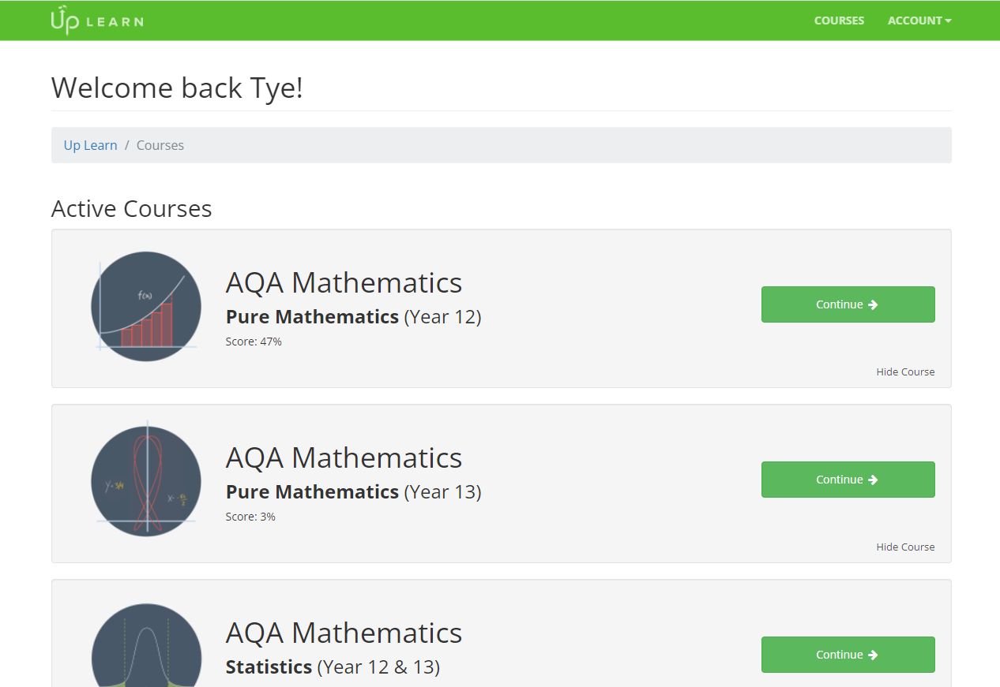 Up LEARN
COURSES
ACCOUNT
Welcome back Tye!
Up Learn / Courses
Active Courses
f(x)
AQA Mathematics
Pure Mathematics (Year 12)
Score: 47%
Continue
Hide Course
AQA Mathematics
Pure Mathematics (Year 13)
Score: 3%
Continue
Hide Course
AQA Mathematics
Statistics (Year 12 & 13)
Continue